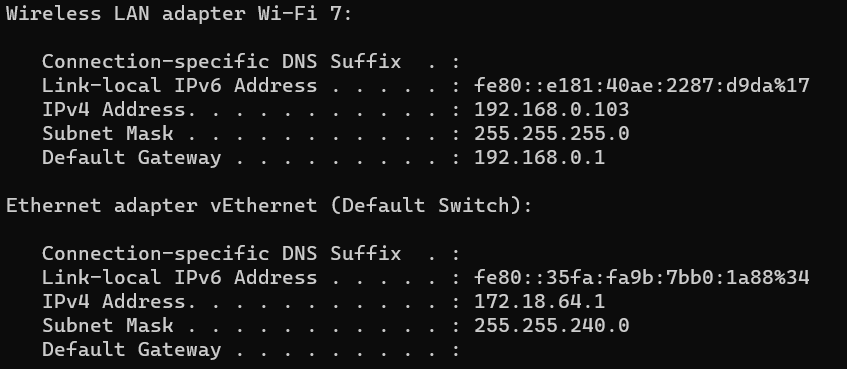 Wireless LAN adapter Wi-Fi 7:
Connection-specific DNS Suffix  . :
Link-local IPv6 Address . . . . . : fe80::e181:40ae:2287:d9da%17
IPv4 Address. . . . . . . . . . . : 192.168.0.103
Subnet Mask . . . . . . . . . . . : 255.255.255.0
Default Gateway . . . . . . . . . : 192.168.0.1
Ethernet adapter vEthernet (Default Switch):
Connection-specific DNS Suffix  . :
Link-local IPv6 Address . . . . . : fe80::35fa:fa9b:7bb0:1a88%34
IPv4 Address. . . . . . . . . . . : 172.18.64.1
Subnet Mask . . . . . . . . . . . : 255.255.240.0
Default Gateway . . . . . . . . . :